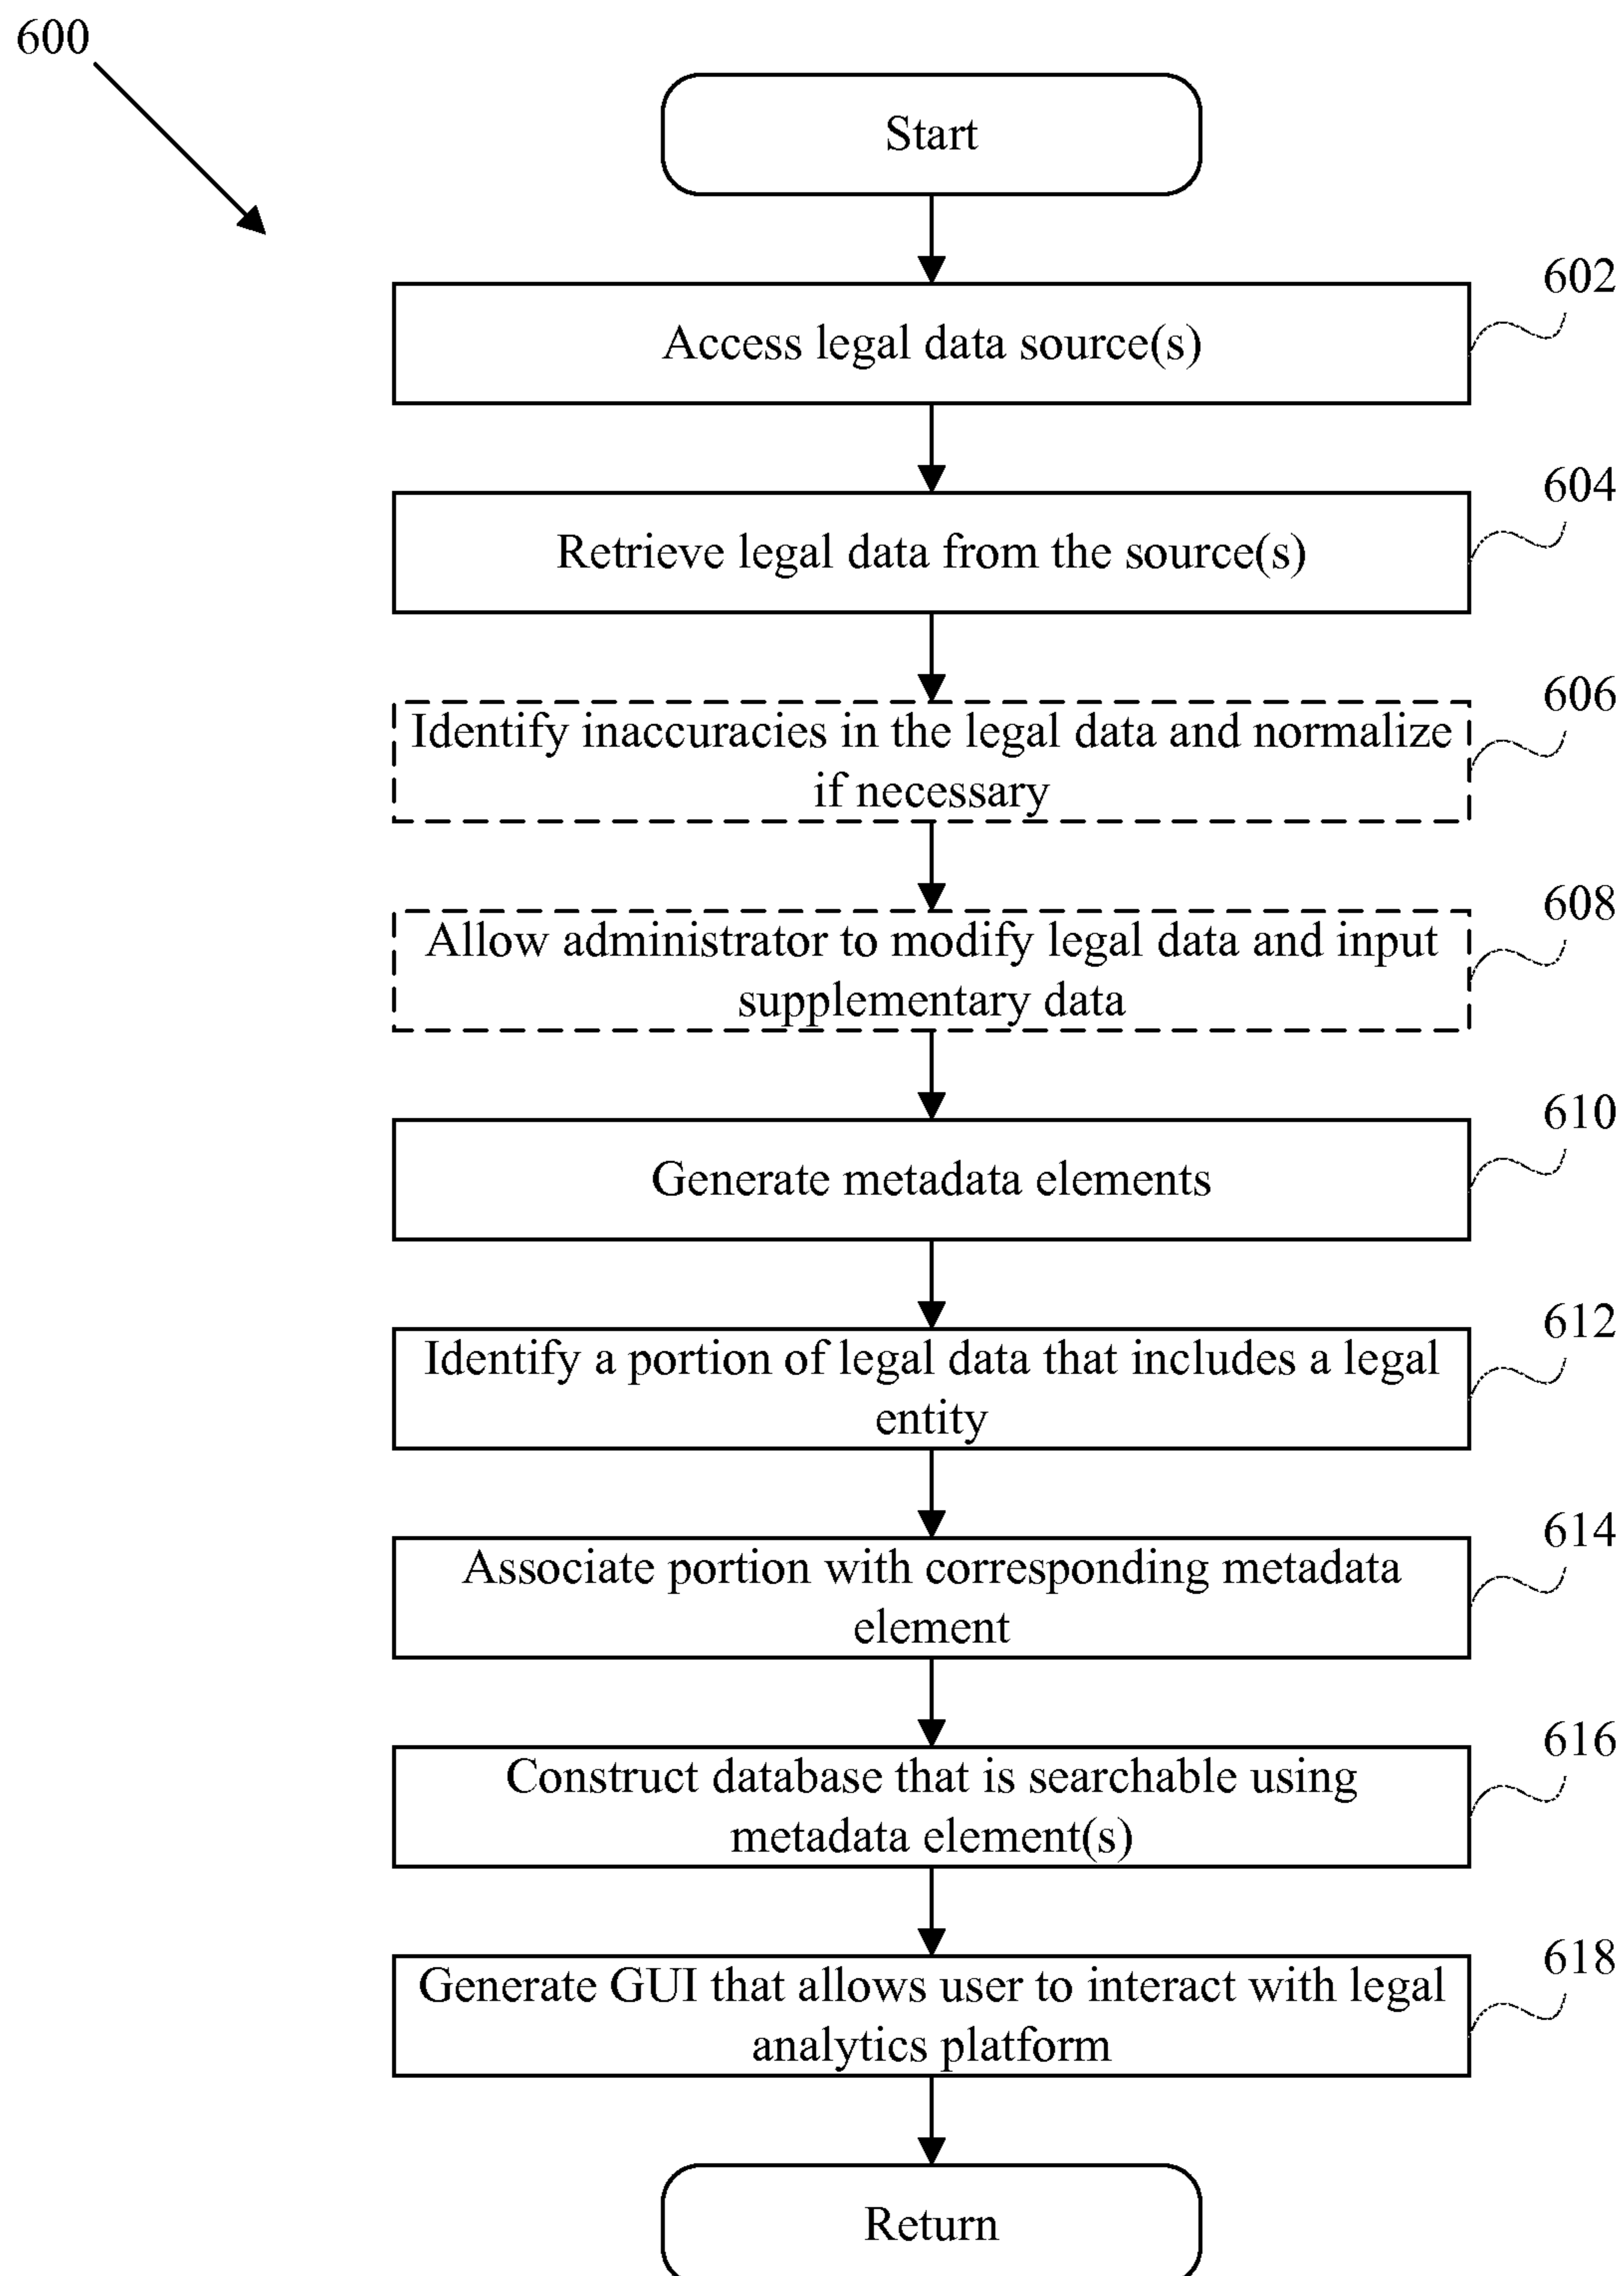 600
Start
602
Access legal data source(s)
604
Retrieve legal data from the source(s)
606
Identify inaccuracies in the legal data and normalize
if necessary
608
Allow administrator to modify legal data and input
supplementary data
610
Generate metadata elements
612
Identify a portion of legal data that includes a legal
entity
614
Associate portion with corresponding metadata
element
616
Construct database that is searchable using
metadata element(s)
618
Generate GUI that allows user to interact with legal
analytics platform
Return